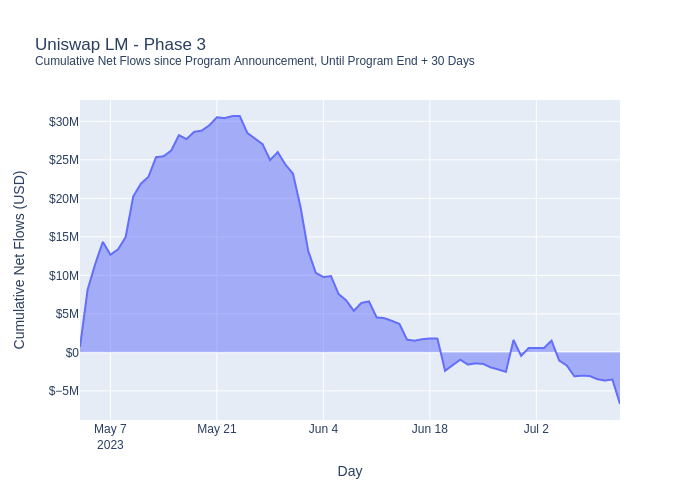 Uniswap LM - Phase 3
Cumulative Net Flows since Program Announcement, Until Program End + 30 Days
Cumulative Net Flows (USD)
$30M
$25M
$20M
$15M
$10M
$5M
$0
$−5M
May 7
2023
May 21
Jun 4
Jun 18
Jul 2
Day